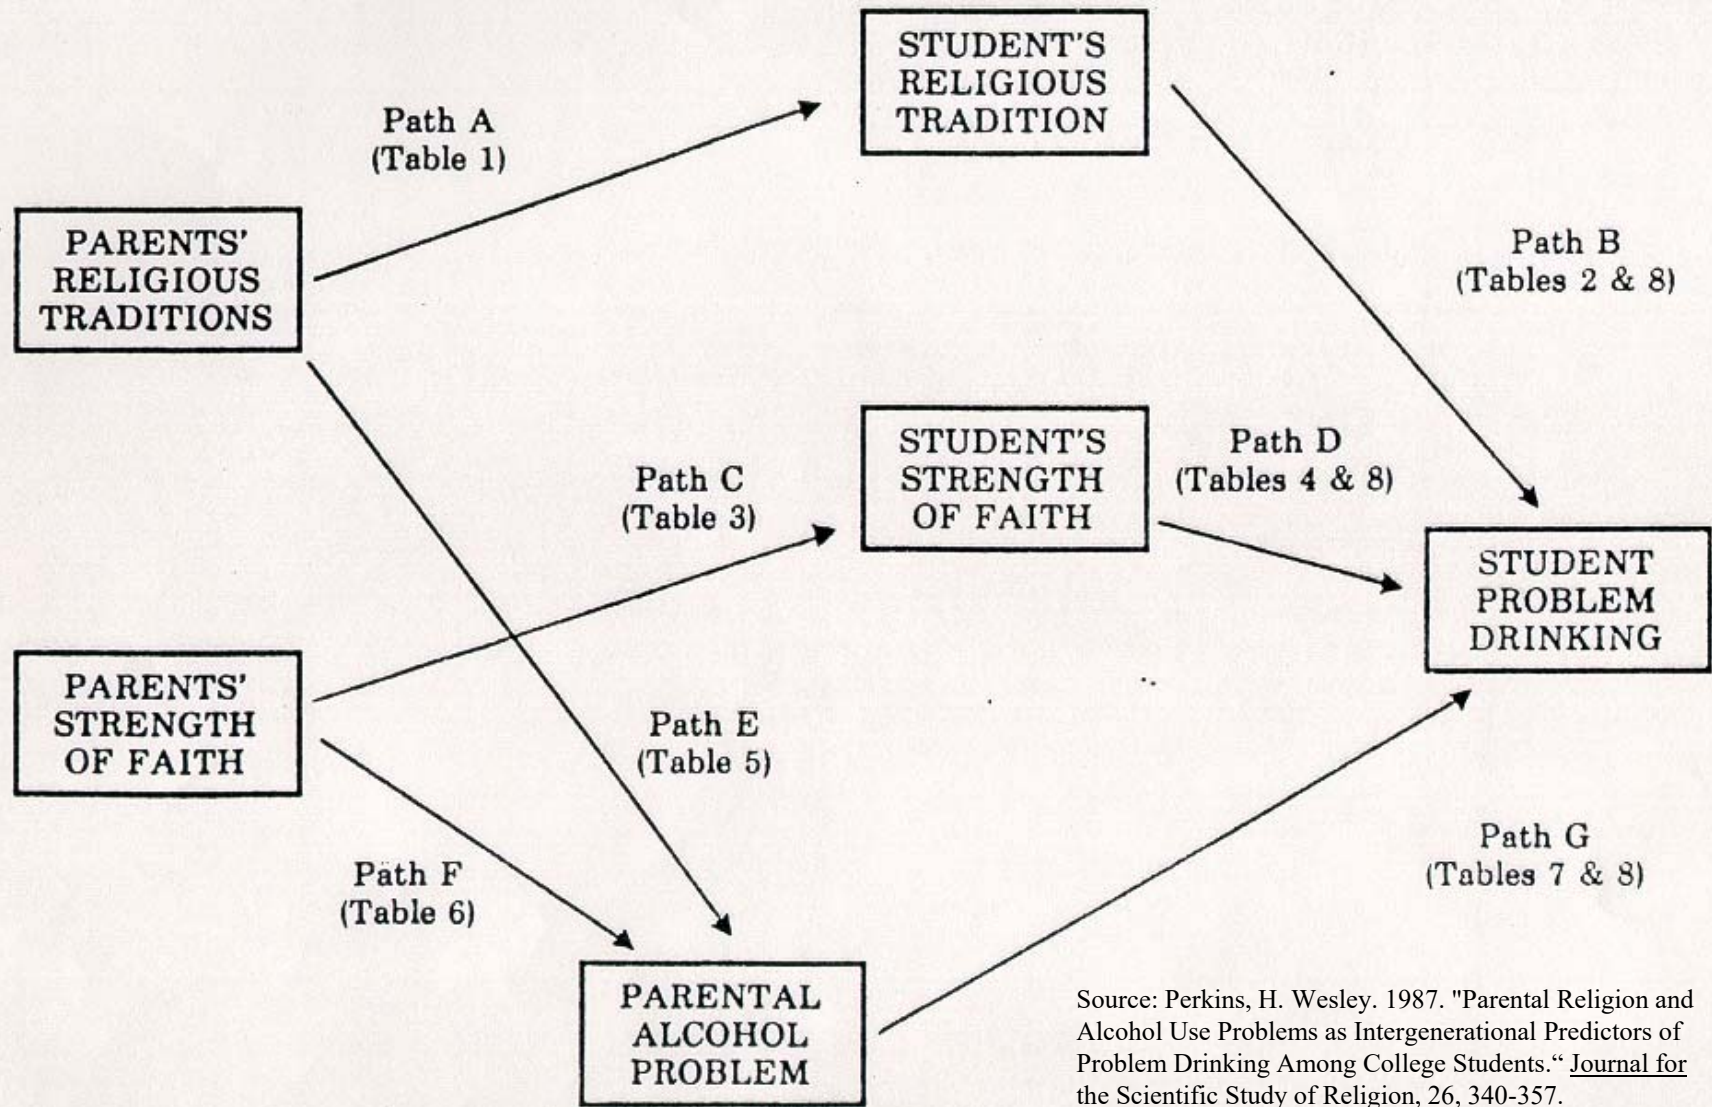 STUDENT'S
RELIGIOUS
TRADITION
Path A
(Table 1)
PARENTS'
RELIGIOUS
TRADITIONS
Path B
(Tables 2 & 8)
STUDENT'S
STRENGTH
OF FAITH
Path D
(Tables 4 & 8)
Path C
(Table 3)
STUDENT
PROBLEM
DRINKING
PARENTS'
STRENGTH
OF FAITH
Path E
(Table 5)
Path F
(Table 6)
Path G
(Tables 7 & 8)
PARENTAL
ALCOHOL
PROBLEM
Source: Perkins, H. Wesley. 1987. "Parental Religion and
Alcohol Use Problems as Intergenerational Predictors of
Problem Drinking Among College Students.“ Journal for
the Scientific Study of Religion, 26, 340-357.